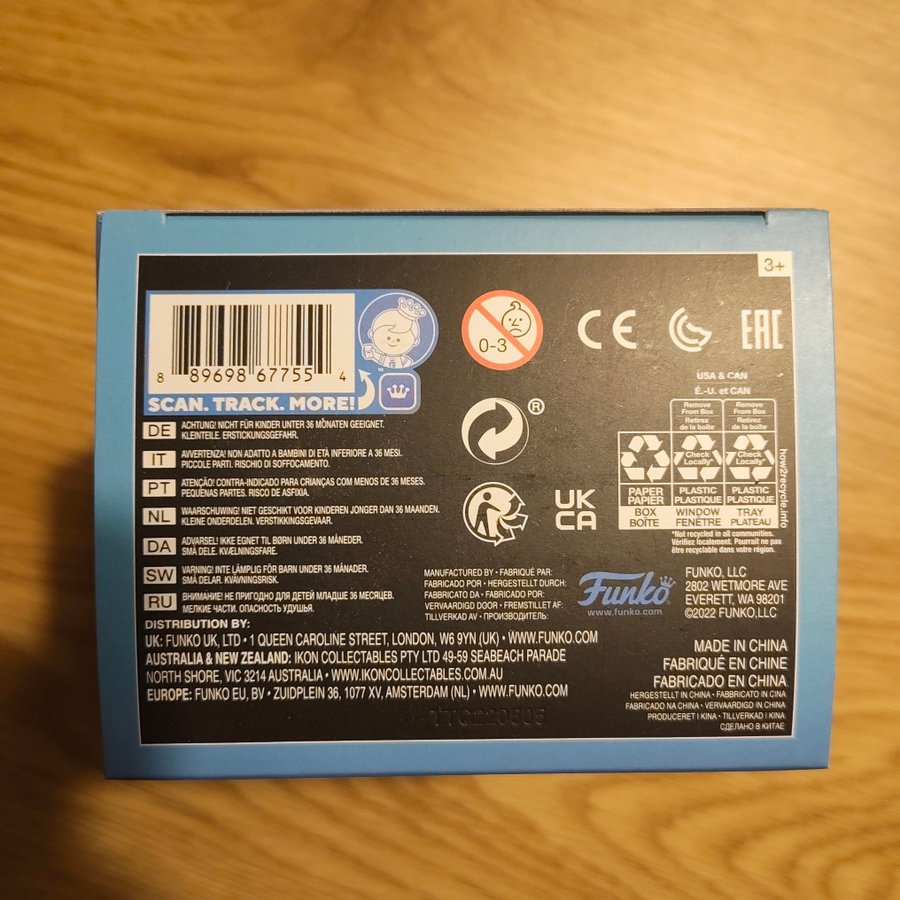 3+
8 89698 67755 4
™
SCAN. TRACK. MORE!
0-3
CE
EAC
®
UK
CA
USA & CAN
É.-U. et CAN
Remove
From Box
Retirez
de la boîte
Remove
From Box
Retirez
de la boîte
Check
Locally*
Check
Locally*
PAPER
PAPIER
PLASTIC
PLASTIQUE
PLASTIC
PLASTIQUE
BOX
BOÎTE
WINDOW
FENÊTRE
TRAY
PLATEAU
how2recycle.info
*Not recycled in all communities.
Vérifiez localement. Pourrait ne pas
être recyclable dans votre région.
DE ACHTUNG! NICHT FÜR KINDER UNTER 36 MONATEN GEEIGNET.
KLEINTEILE. ERSTICKUNGSGEFAHR.
IT AVVERTENZA! NON ADATTO A BAMBINI DI ETÀ INFERIORE A 36 MESI.
PICCOLE PARTI. RISCHIO DI SOFFOCAMENTO.
PT ATENÇÃO! CONTRA-INDICADO PARA CRIANÇAS COM MENOS DE 36 MESES.
PEQUENAS PARTES. RISCO DE ASFIXIA.
NL WAARSCHUWING! NIET GESCHIKT VOOR KINDEREN JONGER DAN 36 MAANDEN.
KLEINE ONDERDELEN. VERSTIKKINGSGEVAAR.
DA ADVARSEL! IKKE EGNET TIL BØRN UNDER 36 MÅNEDER.
SMÅ DELE. KVÆLNINGSFARE.
SW VARNING! INTE LÄMPLIG FÖR BARN UNDER 36 MÅNADER.
SMÅ DELAR. KVÄVNINGSRISK.
RU ВНИМАНИЕ! НЕ ПРИГОДНО ДЛЯ ДЕТЕЙ МЛАДШЕ 36 МЕСЯЦЕВ.
МЕЛКИЕ ЧАСТИ. ОПАСНОСТЬ УДУШЬЯ.
MANUFACTURED BY • FABRIQUÉ PAR:
FABRICADO POR • HERGESTELLT DURCH:
FABBRICATO DA • FABRICADO POR:
VERVAARDIGD DOOR • FREMSTILLET AF:
TILLVERKAD AV • ПРОИЗВОДИТЕЛЬ:
Funko
www.funko.com
FUNKO, LLC
2802 WETMORE AVE
EVERETT, WA 98201
©2022 FUNKO,LLC
DISTRIBUTION BY:
UK: FUNKO UK, LTD • 1 QUEEN CAROLINE STREET, LONDON, W6 9YN (UK) • WWW.FUNKO.COM
AUSTRALIA & NEW ZEALAND: IKON COLLECTABLES PTY LTD 49-59 SEABEACH PARADE
NORTH SHORE, VIC 3214 AUSTRALIA • WWW.IKONCOLLECTABLES.COM.AU
EUROPE: FUNKO EU, BV • ZUIDPLEIN 36, 1077 XV, AMSTERDAM (NL) • WWW.FUNKO.COM
MADE IN CHINA
FABRIQUÉ EN CHINE
FABRICADO EN CHINA
HERGESTELLT IN CHINA • FABBRICATO IN CINA
FABRICADO NA CHINA • VERVAARDIGD IN CHINA
PRODUCERET I KINA • TILLVERKAD I KINA
СДЕЛАНО В КИТАЕ